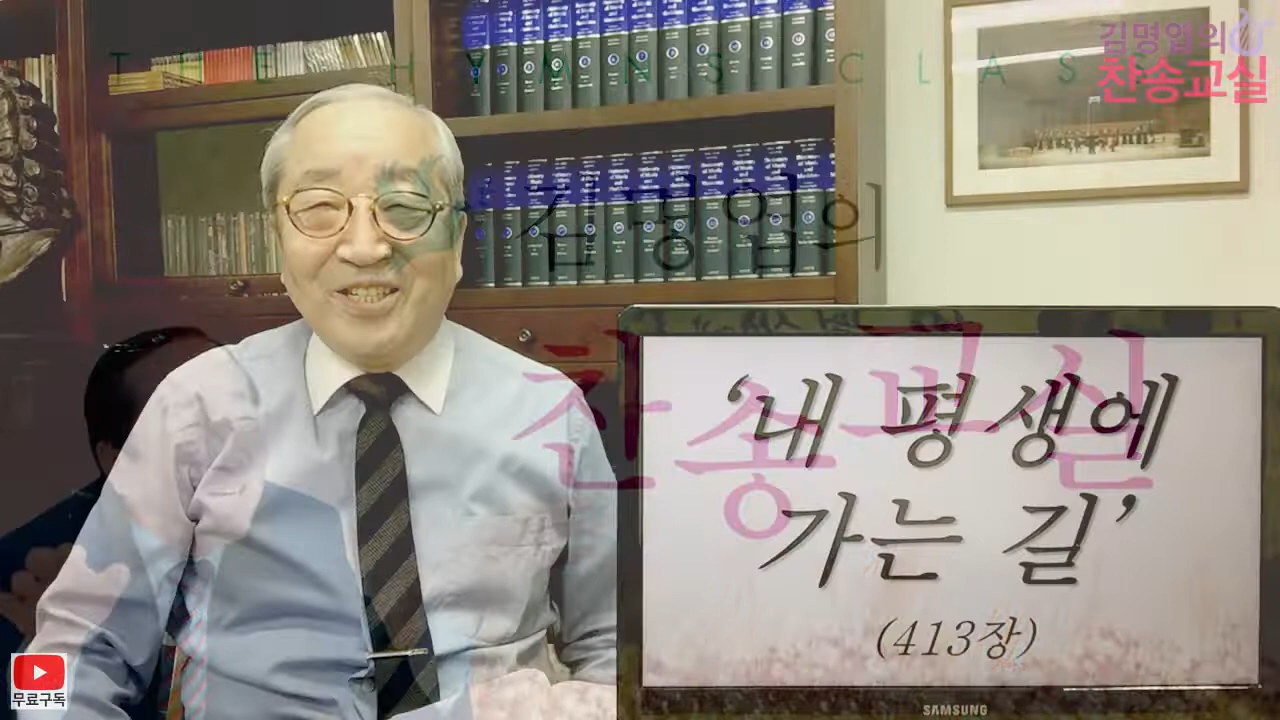 THE HYMNS CLASS
김명엽의
찬송교실
김명엽의
찬송교실
‘내 평생에
가는 길’
(413장)
SAMSUNG
무료구독